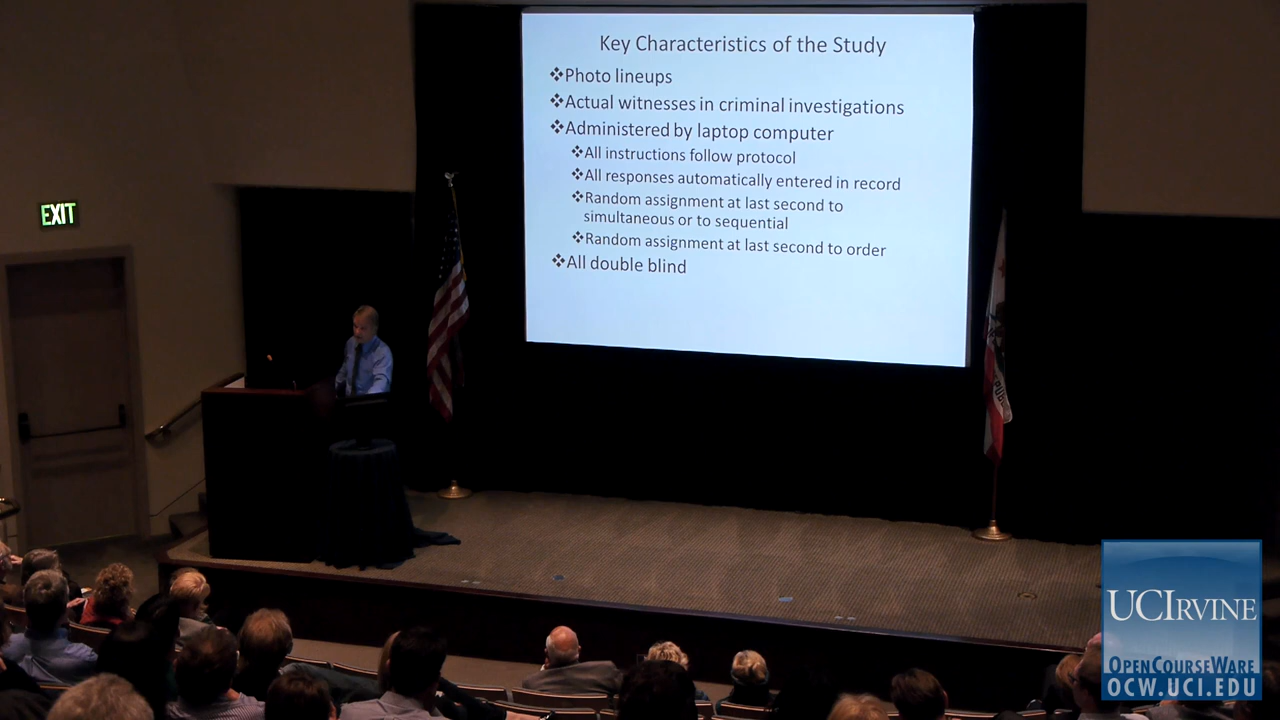 Key Characteristics of the Study
❖Photo lineups
❖Actual witnesses in criminal investigations
❖Administered by laptop computer
❖All instructions follow protocol
❖All responses automatically entered in record
❖Random assignment at last second to
simultaneous or to sequential
❖Random assignment at last second to order
❖All double blind
EXIT
UCIRVINE
OPENCOURSEWARE
OCW.UCI.EDU